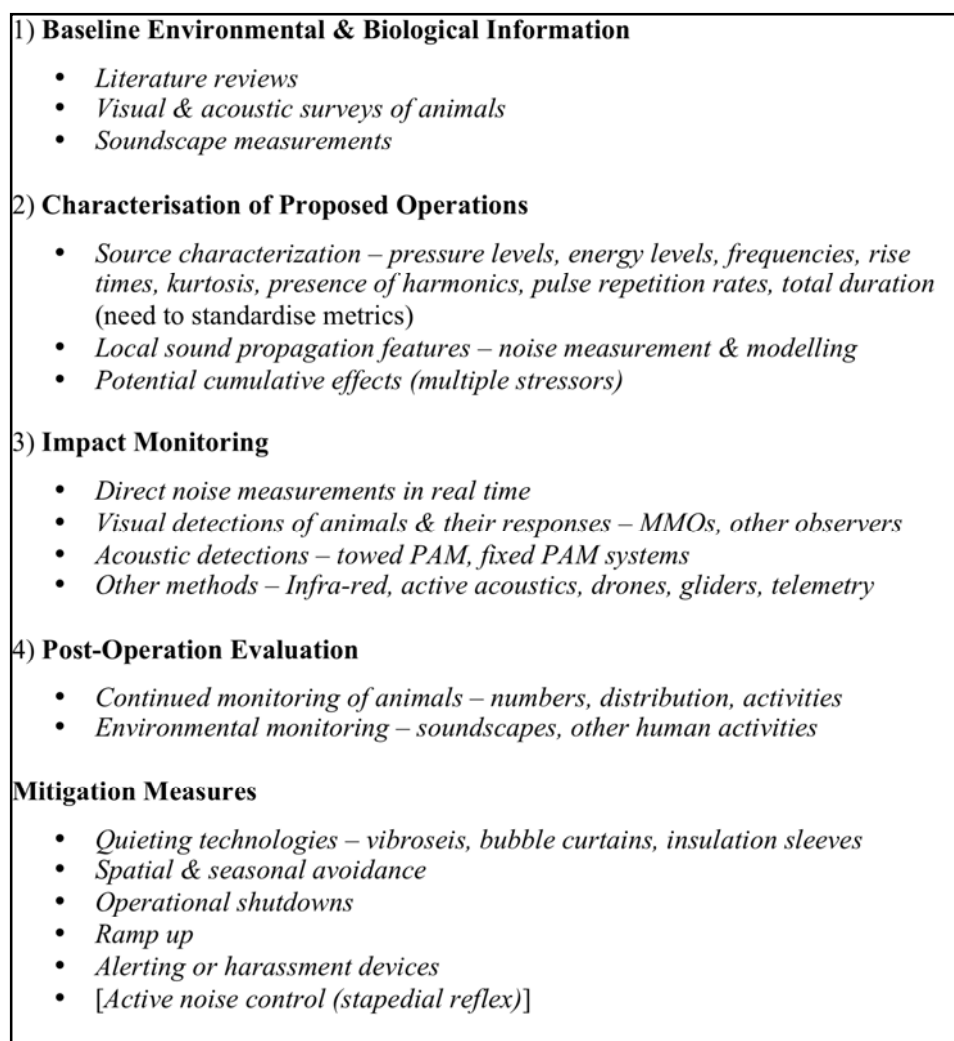 1) Baseline Environmental & Biological Information
• Literature reviews
• Visual & acoustic surveys of animals
• Soundscape measurements
2) Characterisation of Proposed Operations
• Source characterization – pressure levels, energy levels, frequencies, rise
times, kurtosis, presence of harmonics, pulse repetition rates, total duration
(need to standardise metrics)
• Local sound propagation features – noise measurement & modelling
• Potential cumulative effects (multiple stressors)
3) Impact Monitoring
• Direct noise measurements in real time
• Visual detections of animals & their responses – MMOs, other observers
• Acoustic detections – towed PAM, fixed PAM systems
• Other methods – Infra-red, active acoustics, drones, gliders, telemetry
4) Post-Operation Evaluation
• Continued monitoring of animals – numbers, distribution, activities
• Environmental monitoring – soundscapes, other human activities
Mitigation Measures
• Quieting technologies – vibroseis, bubble curtains, insulation sleeves
• Spatial & seasonal avoidance
• Operational shutdowns
• Ramp up
• Alerting or harassment devices
• [Active noise control (stapedial reflex)]